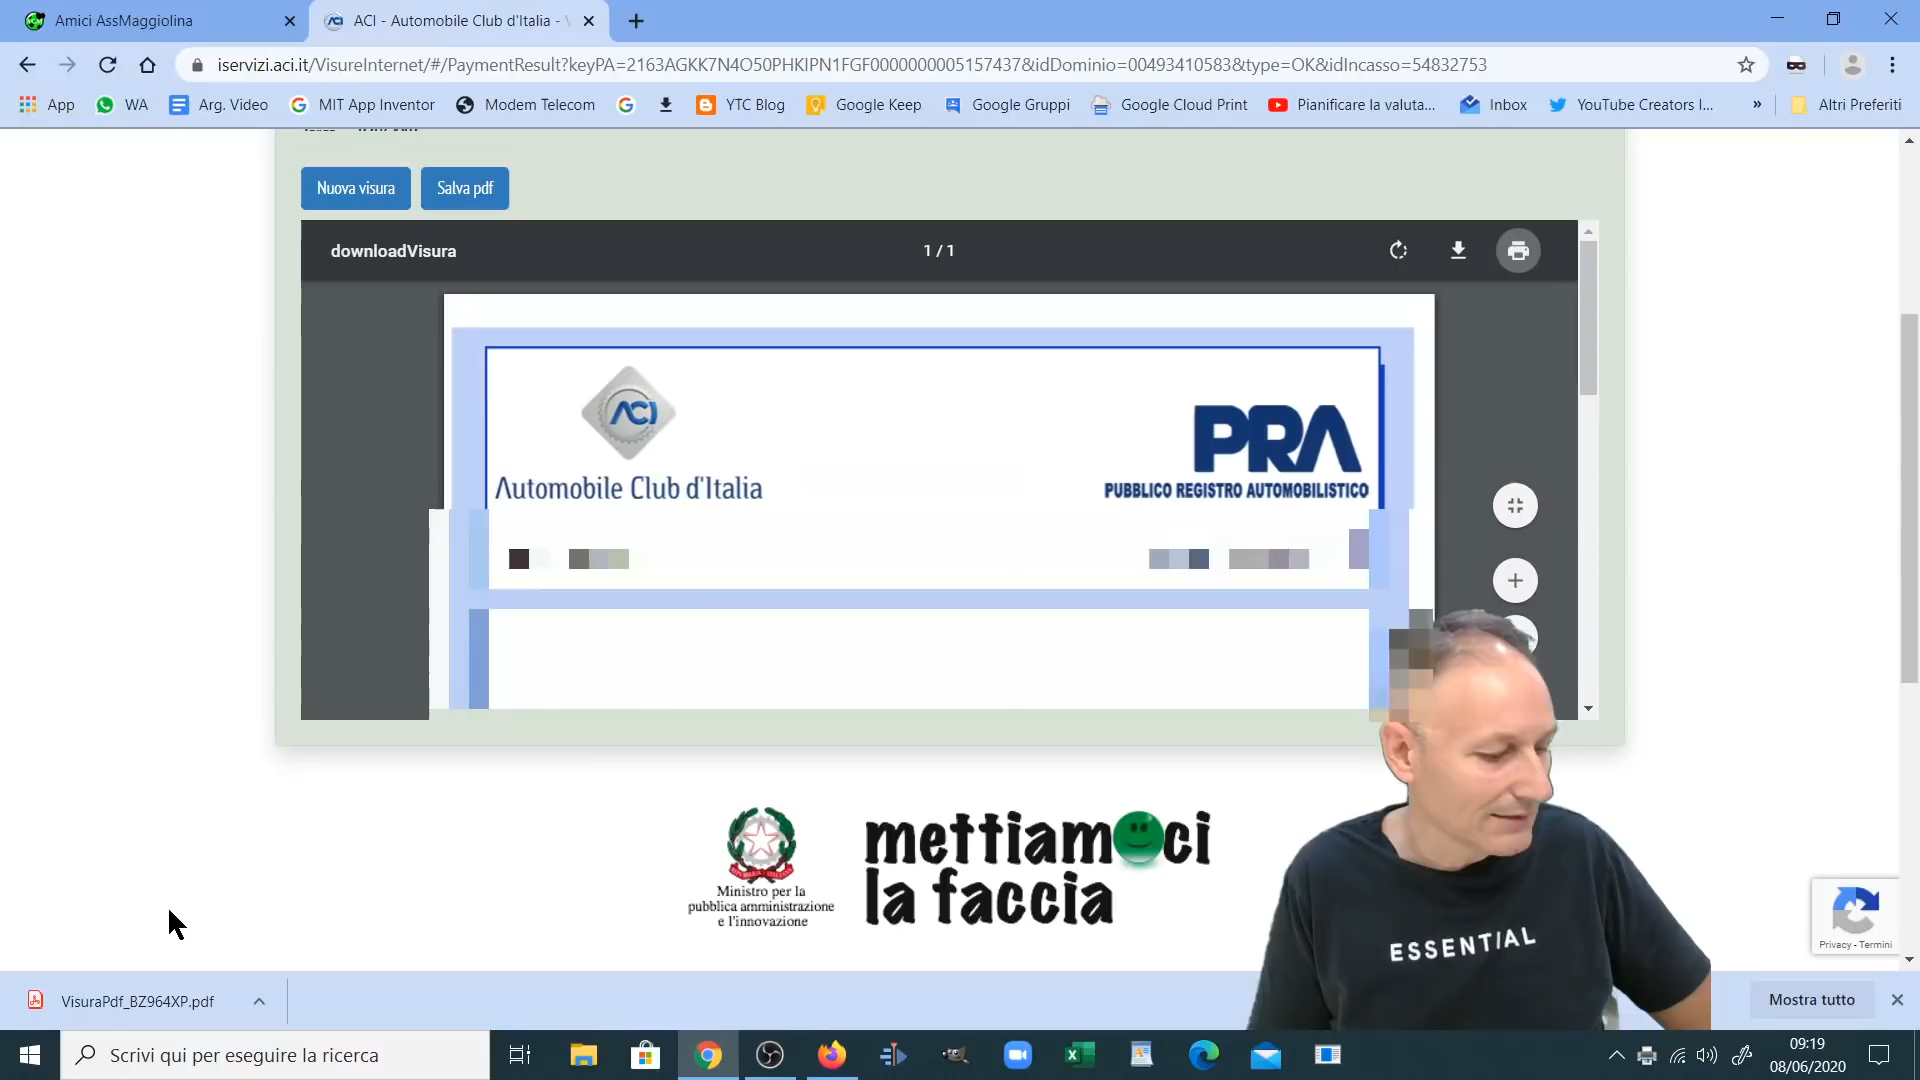 Amici AssMaggiolina
ACI - Automobile Club d'Italia -
iservizi.aci.it/VisureInternet/#/PaymentResult?keyPA=2163AGKK7N4O50PHKIPN1FGF0000000005157437&idDominio=00493410583&type=OK&idIncasso=54832753
App
WA
Arg. Video
MIT App Inventor
Modem Telecom
YTC Blog
Google Keep
Google Gruppi
Google Cloud Print
Pianificare la valuta...
Inbox
YouTube Creators I...
»
Altri Preferiti
Nuova visura
Salva pdf
downloadVisura
1 / 1
ACI
Automobile Club d'Italia
PRA
PUBBLICO REGISTRO AUTOMOBILISTICO
Ministro per la
pubblica amministrazione
e l'innovazione
mettiamoci
la faccia
ESSENTIAL
Privacy - Termini
VisuraPdf_BZ964XP.pdf
Mostra tutto
Scrivi qui per eseguire la ricerca
09:19
08/06/2020